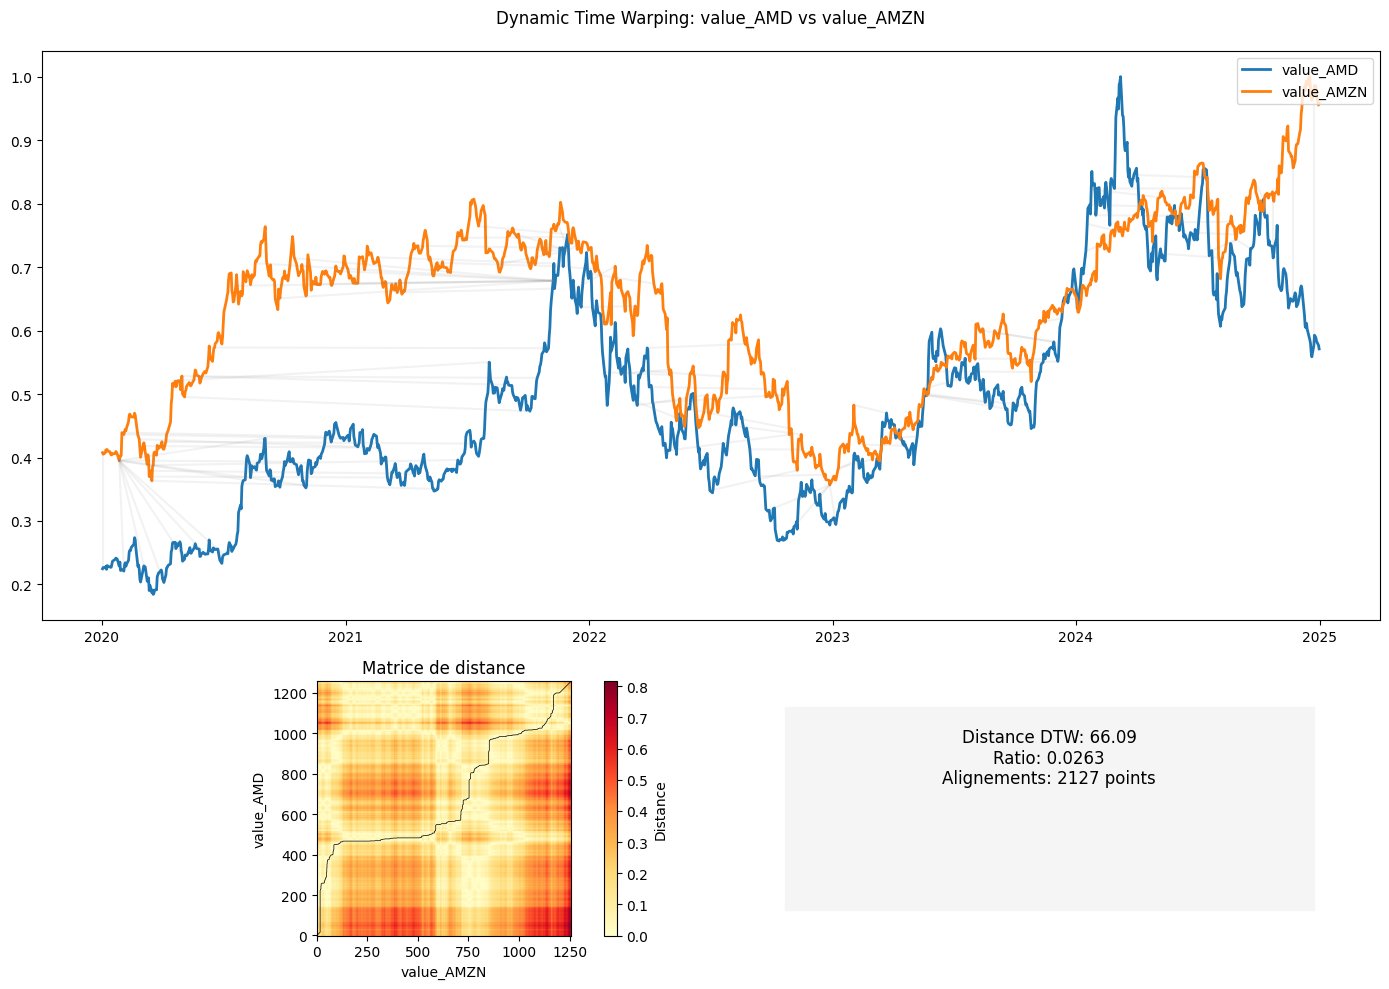 Dynamic Time Warping: value_AMD vs value_AMZN
value_AMD
value_AMZN
1.0
0.9
0.8
0.7
0.6
0.5
0.4
0.3
0.2
2020 2021 2022 2023 2024 2025
Matrice de distance
value_AMD
1200
1000
800
600
400
200
0
0 250 500 750 1000 1250
value_AMZN
0.8
0.7
0.6
0.5
0.4
0.3
0.2
0.1
0.0
Distance
Distance DTW: 66.09
Ratio: 0.0263
Alignements: 2127 points